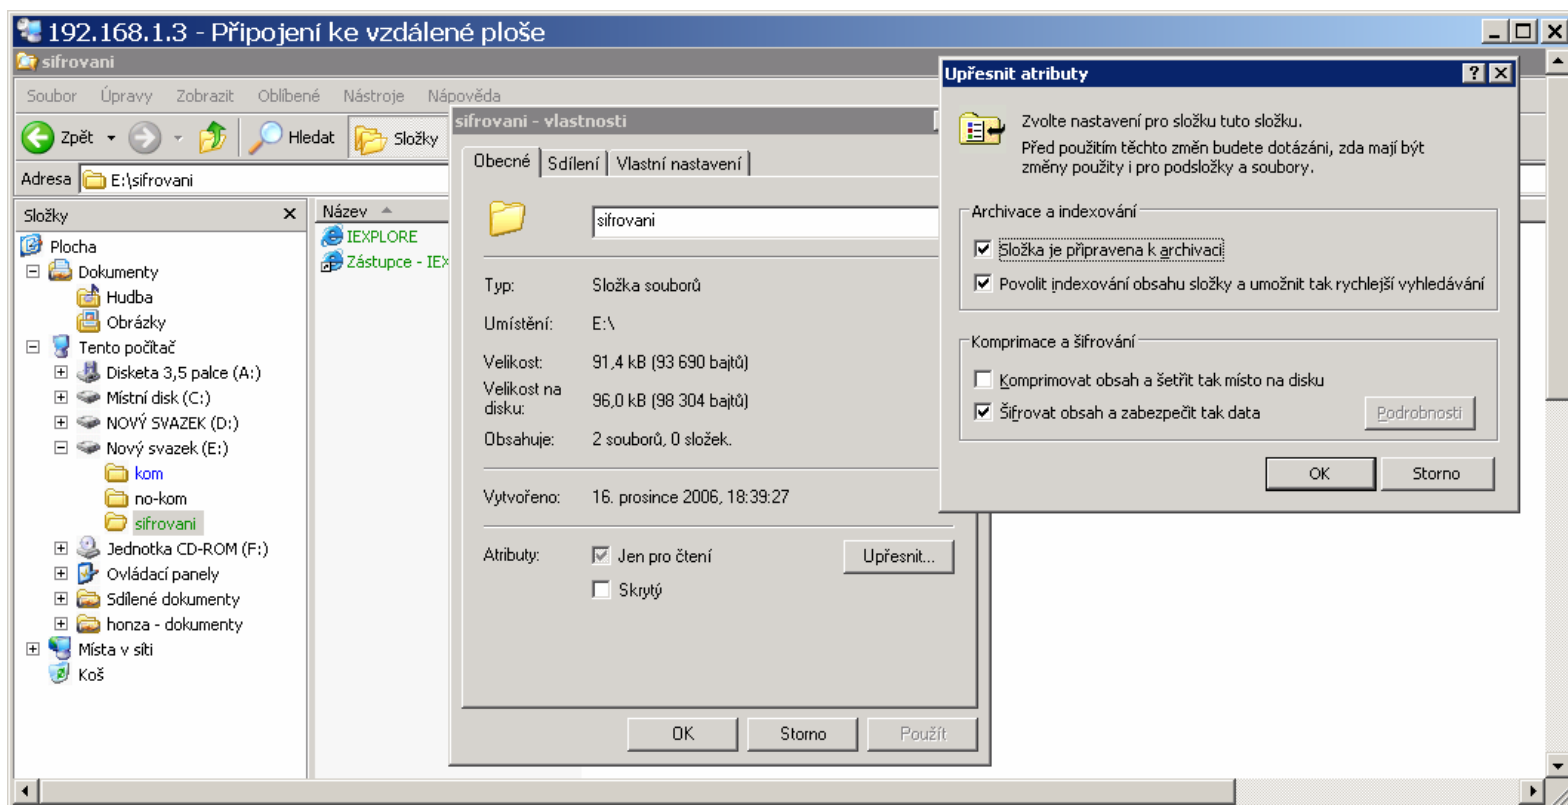 192.168.1.3 - Připojení ke vzdálené ploše
sifrovani
Soubor Úpravy Zobrazit Oblíbené Nástroje Nápověda
Zpět Hledat Složky
Adresa E:\sifrovani
Složky
Plocha
Dokumenty
Hudba
Obrázky
Tento počítač
Disketa 3,5 palce (A:)
Místní disk (C:)
NOVÝ SVAZEK (D:)
Nový svazek (E:)
kom
no-kom
sifrovani
Jednotka CD-ROM (F:)
Ovládací panely
Sdílené dokumenty
honza - dokumenty
Místa v síti
Koš
Název
IEXPLORE
Zástupce - IEX
sifrovani - vlastnosti
Obecné Sdílení Vlastní nastavení
sifrovani
Typ: Složka souborů
Umístění: E:\
Velikost: 91,4 kB (93 690 bajtů)
Velikost na
disku: 96,0 kB (98 304 bajtů)
Obsahuje: 2 souborů, 0 složek.
Vytvořeno: 16. prosince 2006, 18:39:27
Atributy: Jen pro čtení Upřesnit...
Skrytý
OK Storno Použít
Upřesnit atributy
Zvolte nastavení pro složku tuto složku.
Před použitím těchto změn budete dotázáni, zda mají být
změny použity i pro podsložky a soubory.
Archivace a indexování
Složka je připravena k archivaci
Povolit indexování obsahu složky a umožnit tak rychlejší vyhledávání
Komprimace a šifrování
Komprimovat obsah a šetřit tak místo na disku
Šifrovat obsah a zabezpečit tak data Podrobnosti
OK Storno